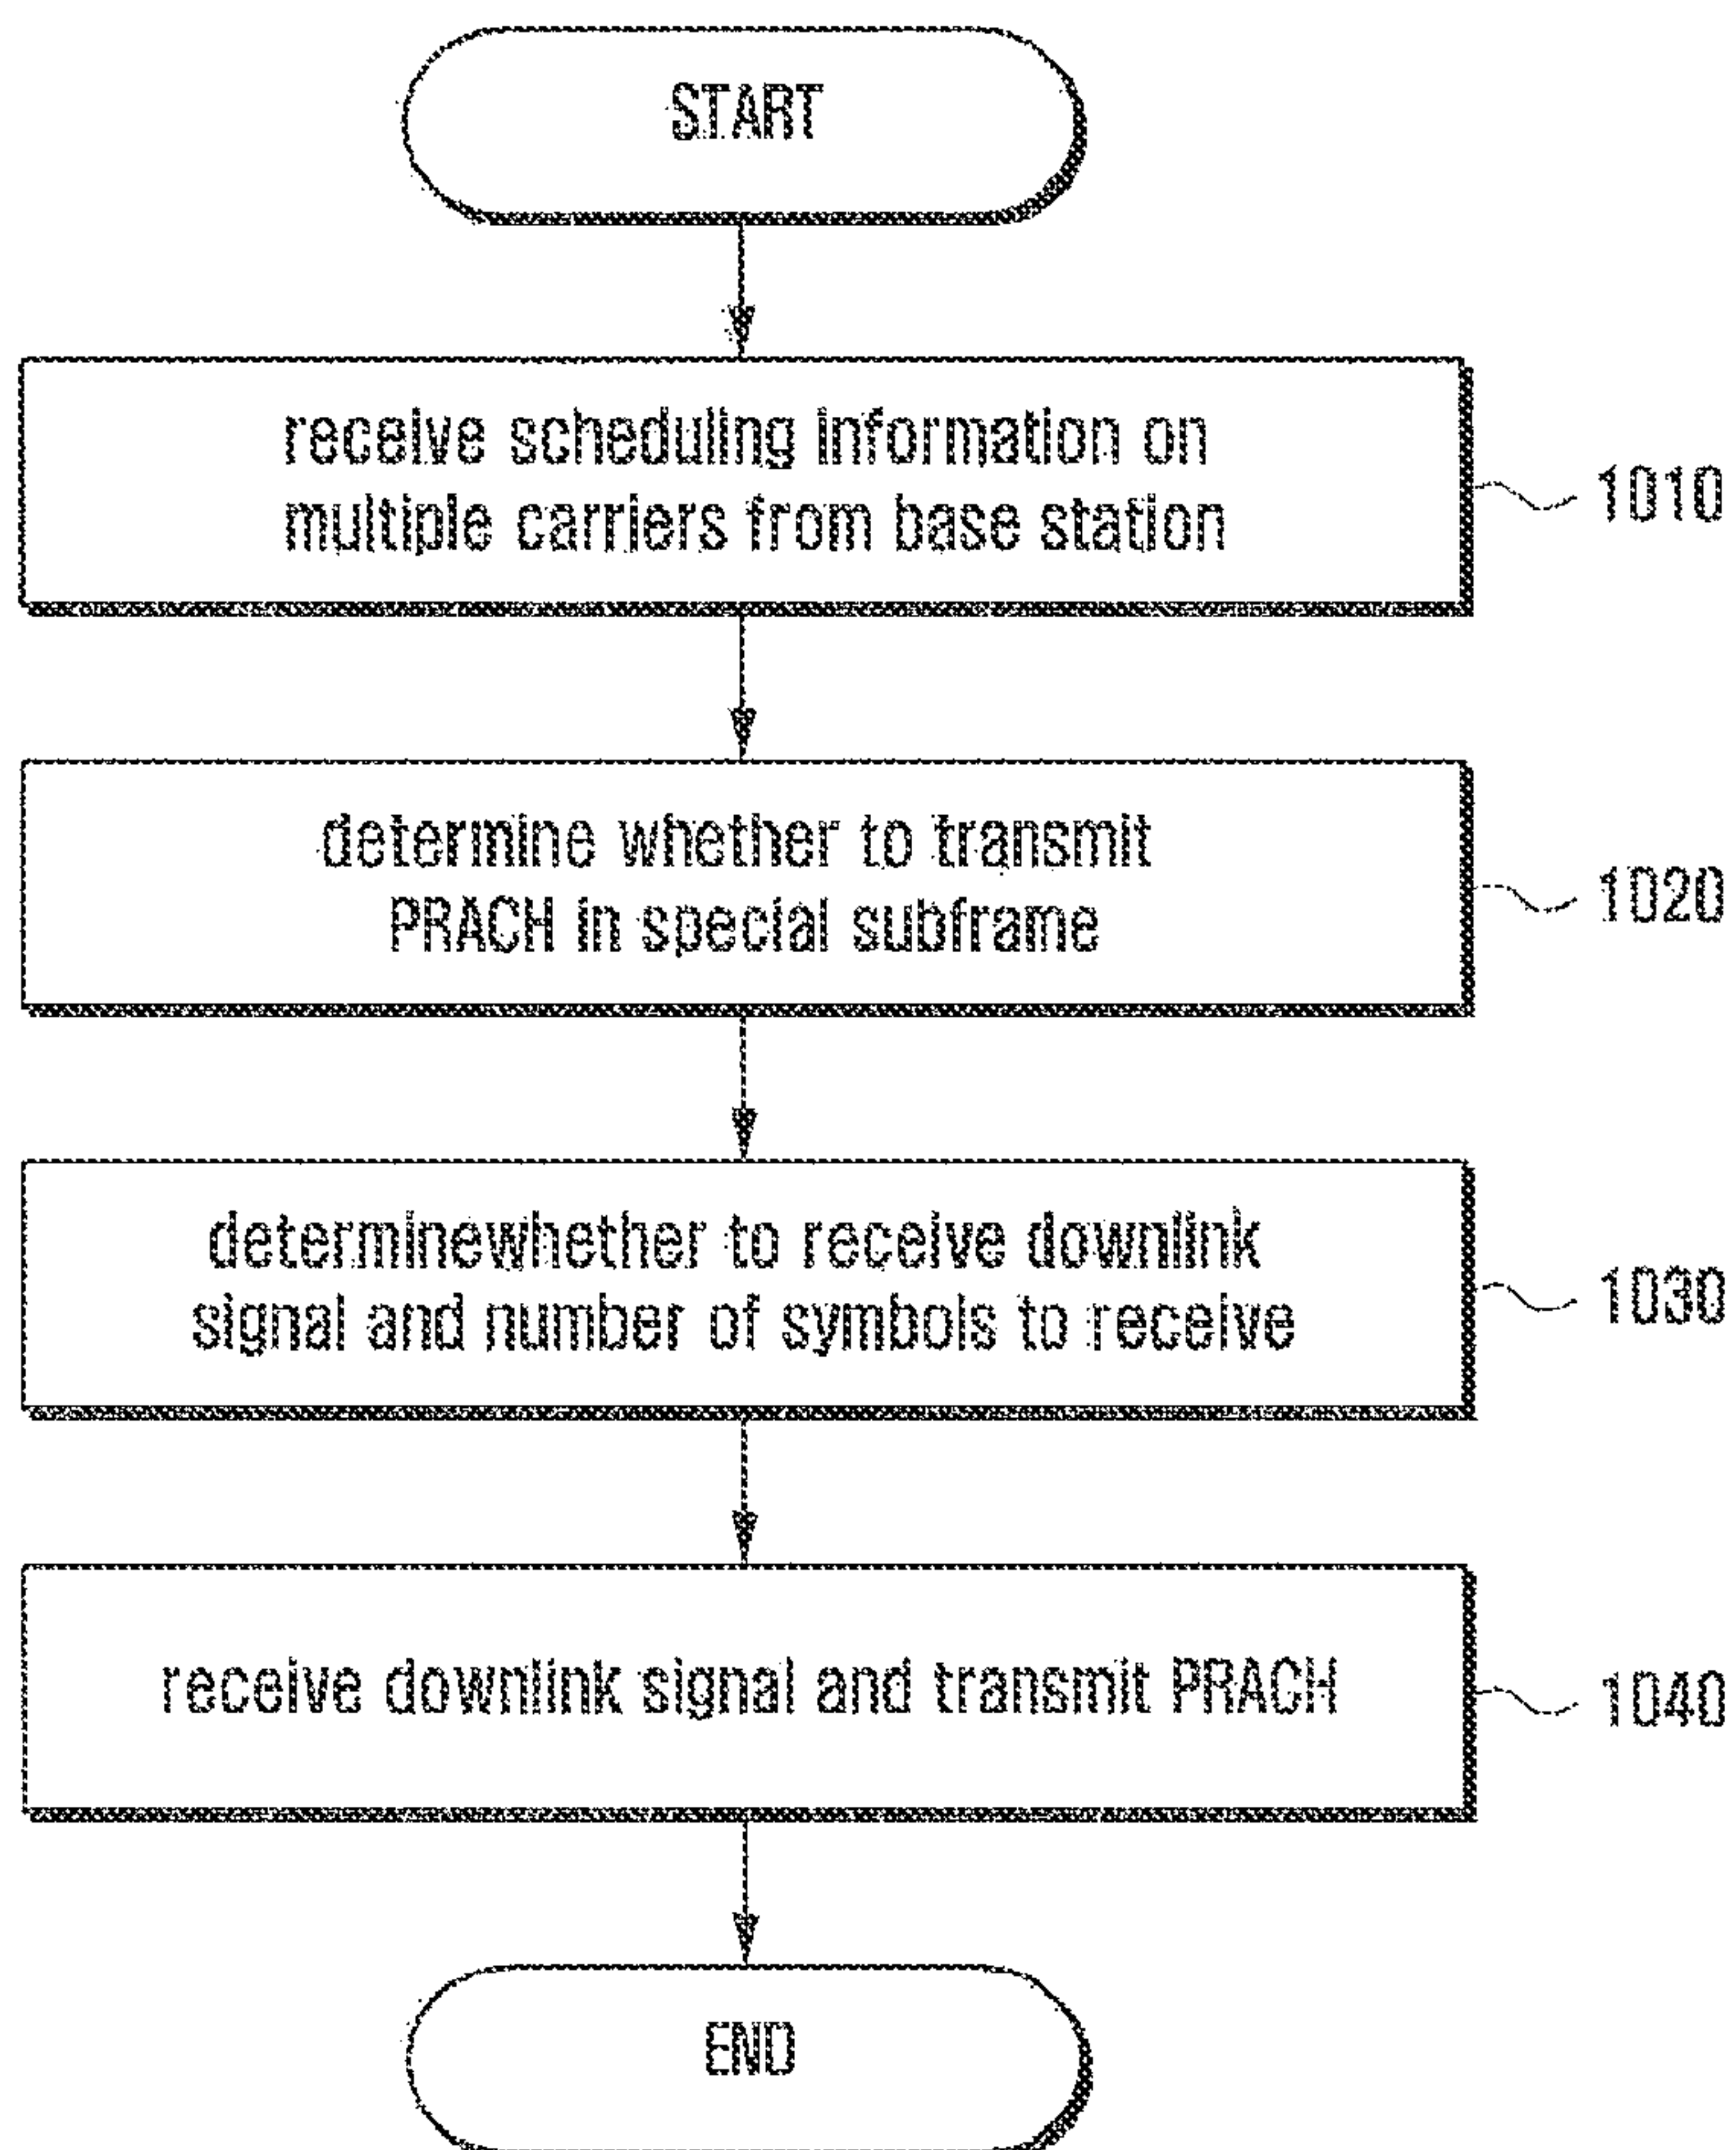 START
receive scheduling information on
multiple carriers from base station
1010
determine whether to transmit
PRACH in special subframe
1020
determinewhether to receive downlink
signal and number of symbols to receive
1030
receive downlink signal and transmit PRACH
1040
END